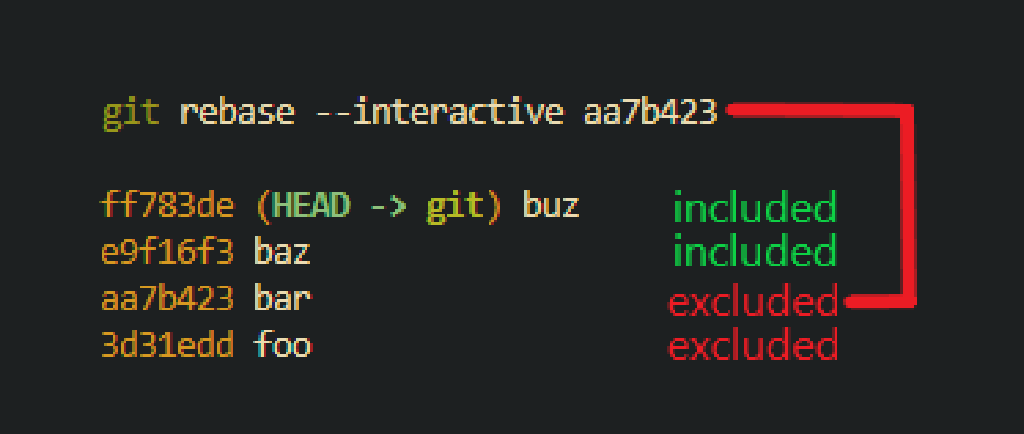 git rebase --interactive aa7b423
ff783de (HEAD -> git) buz included
e9f16f3 baz included
aa7b423 bar excluded
3d31edd foo excluded